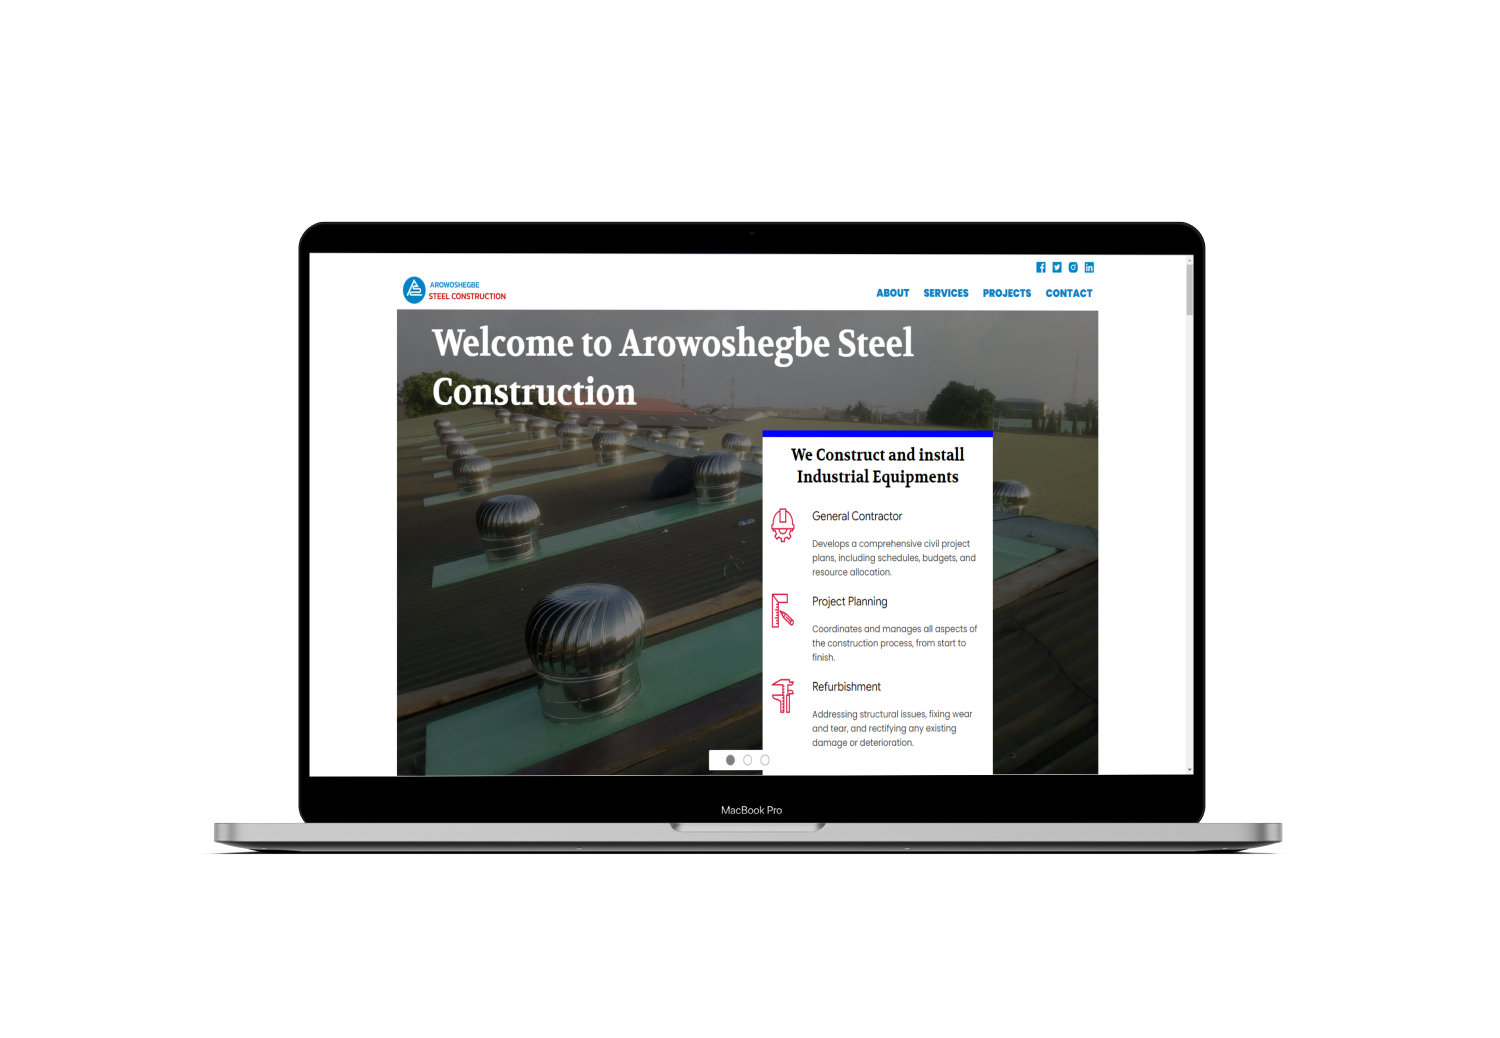 AROWOSHEGBE
STEEL CONSTRUCTION
ABOUT SERVICES PROJECTS CONTACT
Welcome to Arowoshegbe Steel
Construction
We Construct and install
Industrial Equipments
General Contractor
Develops a comprehensive civil project
plans, including schedules, budgets, and
resource allocation.
Project Planning
Coordinates and manages all aspects of
the construction process, from start to
finish.
Refurbishment
Addressing structural issues, fixing wear
and tear, and rectifying any existing
damage or deterioration.
MacBook Pro